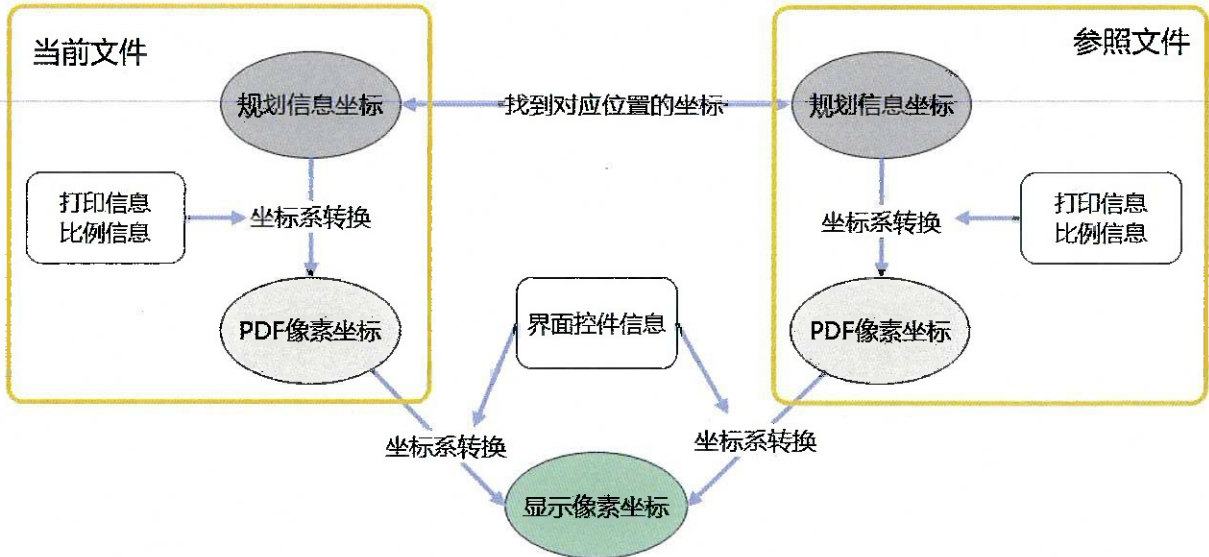 当前文件
参照文件
规划信息坐标
找到对应位置的坐标
规划信息坐标
打印信息
比例信息
坐标系转换
坐标系转换
打印信息
比例信息
PDF像素坐标
界面控件信息
PDF像素坐标
坐标系转换
坐标系转换
显示像素坐标